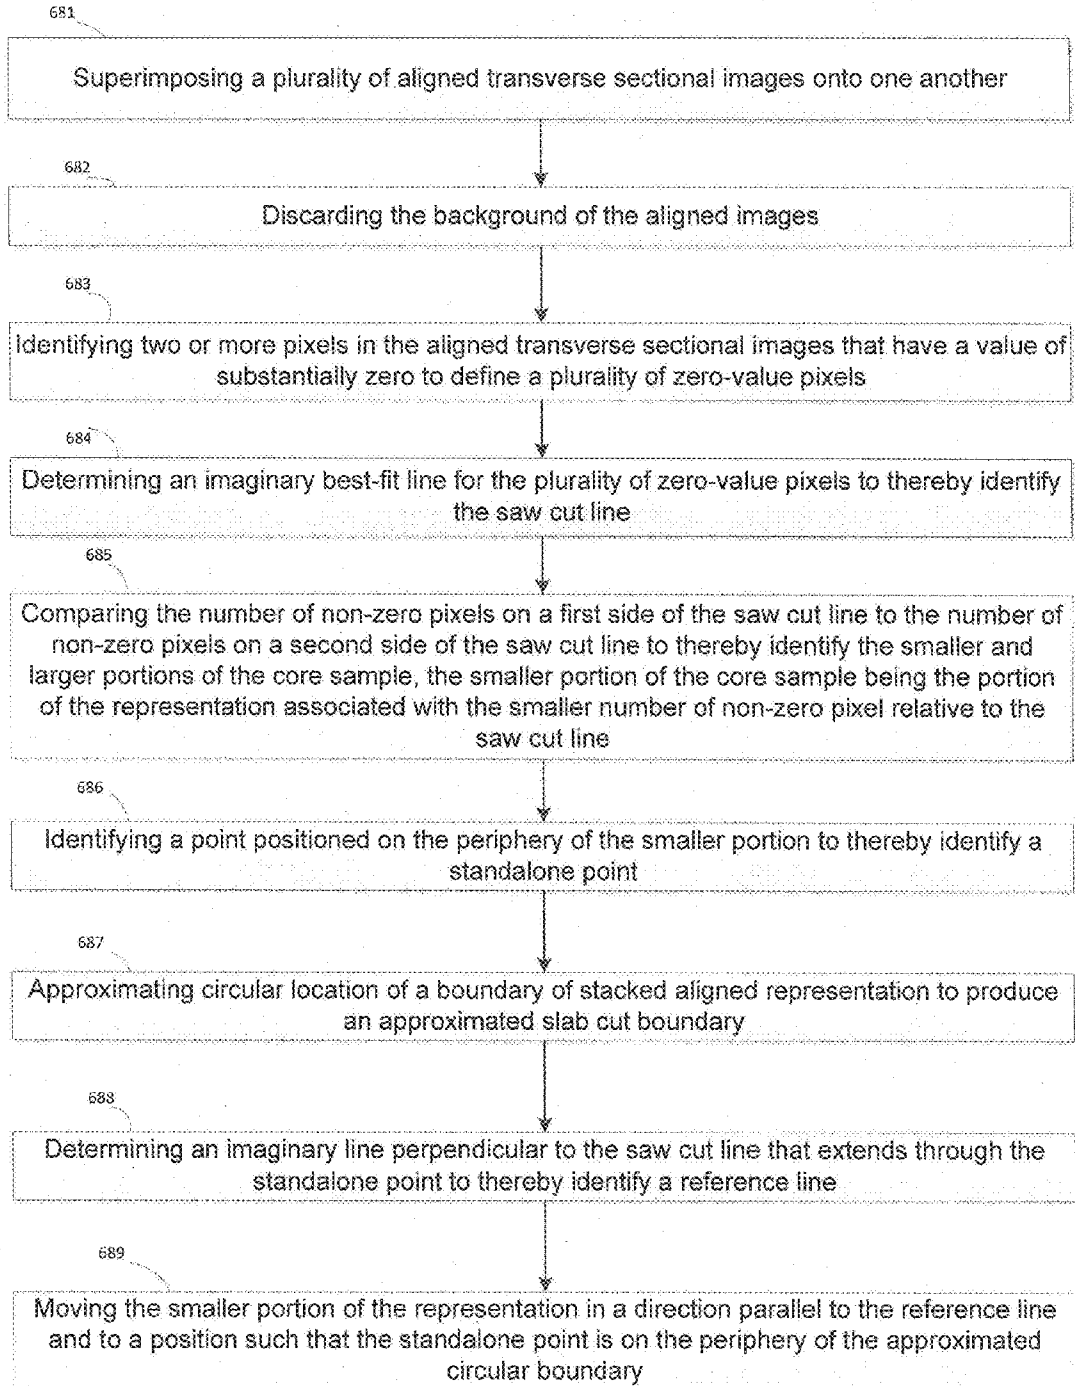 681
Superimposing a plurality of aligned transverse sectional images onto one another
682
Discarding the background of the aligned images
683
Identifying two or more pixels in the aligned transverse sectional images that have a value of
substantially zero to define a plurality of zero-value pixels
684
Determining an imaginary best-fit line for the plurality of zero-value pixels to thereby identify
the saw cut line
685
Comparing the number of non-zero pixels on a first side of the saw cut line to the number of
non-zero pixels on a second side of the saw cut line to thereby identify the smaller and
larger portions of the core sample, the smaller portion of the core sample being the portion
of the representation associated with the smaller number of non-zero pixel relative to the
saw cut line
686
Identifying a point positioned on the periphery of the smaller portion to thereby identify a
standalone point
687
Approximating circular location of a boundary of stacked aligned representation to produce
an approximated slab cut boundary
688
Determining an imaginary line perpendicular to the saw cut line that extends through the
standalone point to thereby identify a reference line
689
Moving the smaller portion of the representation in a direction parallel to the reference line
and to a position such that the standalone point is on the periphery of the approximated
circular boundary